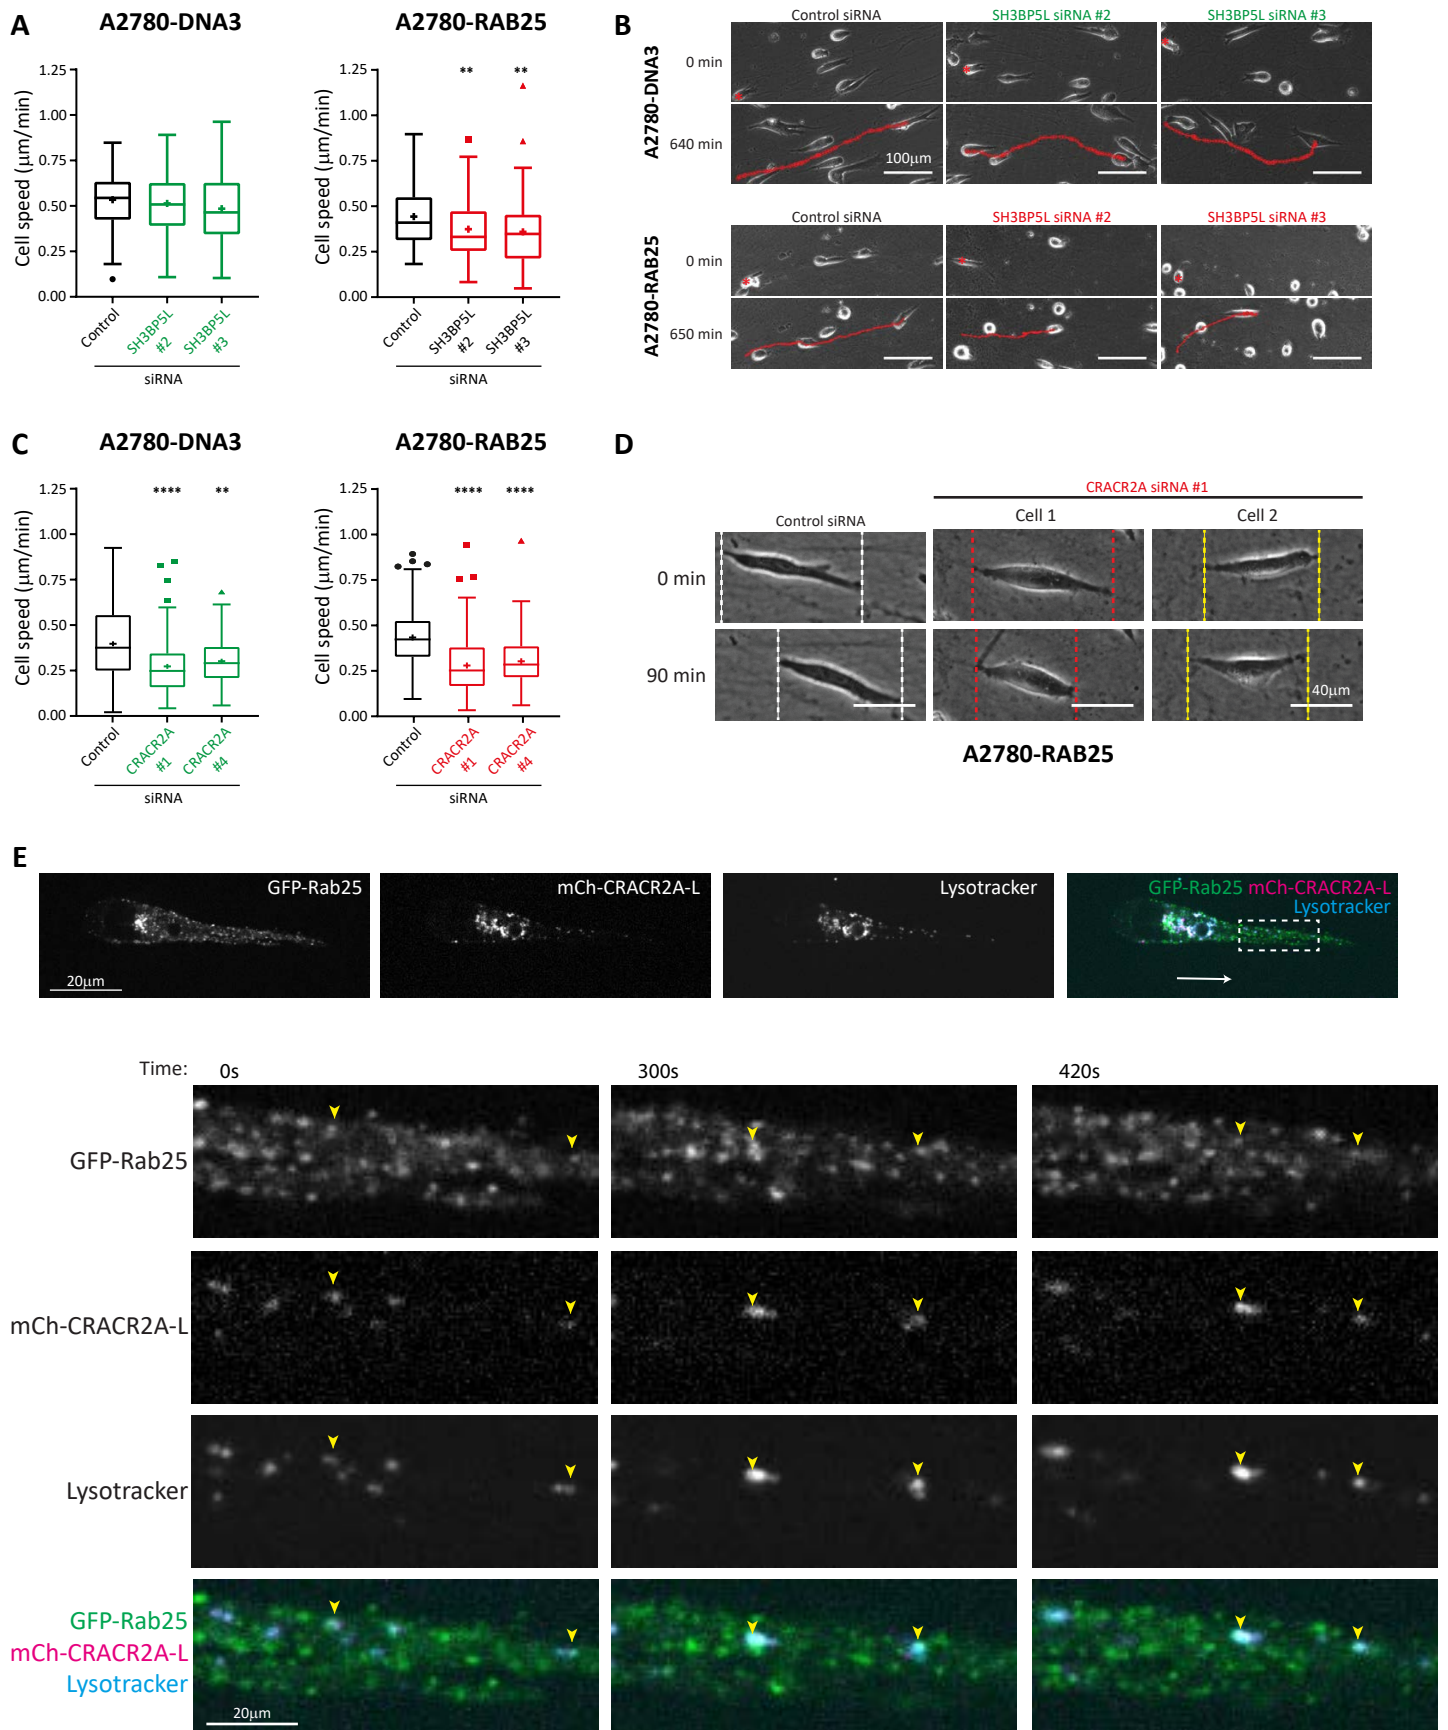 A
A2780-DNA3
A2780-RAB25
Cell speed (μm/min)
1.25
1.00
0.75
0.50
0.25
0.00
Control
SH3BP5L
#2
SH3BP5L
#3
siRNA
Cell speed (μm/min)
1.25
1.00
0.75
0.50
0.25
0.00
**
**
Control
SH3BP5L
#2
SH3BP5L
#3
siRNA
B
A2780-DNA3
Control siRNA
SH3BP5L siRNA #2
SH3BP5L siRNA #3
0 min
640 min
100μm
A2780-RAB25
Control siRNA
SH3BP5L siRNA #2
SH3BP5L siRNA #3
0 min
650 min
C
A2780-DNA3
A2780-RAB25
Cell speed (μm/min)
1.25
1.00
0.75
0.50
0.25
0.00
****
**
Control
CRACR2A
#1
CRACR2A
#4
siRNA
Cell speed (μm/min)
1.25
1.00
0.75
0.50
0.25
0.00
****
****
Control
CRACR2A
#1
CRACR2A
#4
siRNA
D
CRACR2A siRNA #1
Control siRNA
Cell 1
Cell 2
0 min
90 min
40μm
A2780-RAB25
E
GFP-Rab25
20μm
mCh-CRACR2A-L
Lysotracker
GFP-Rab25 mCh-CRACR2A-L
Lysotracker
Time:
0s
300s
420s
GFP-Rab25
mCh-CRACR2A-L
Lysotracker
GFP-Rab25
mCh-CRACR2A-L
Lysotracker
20μm